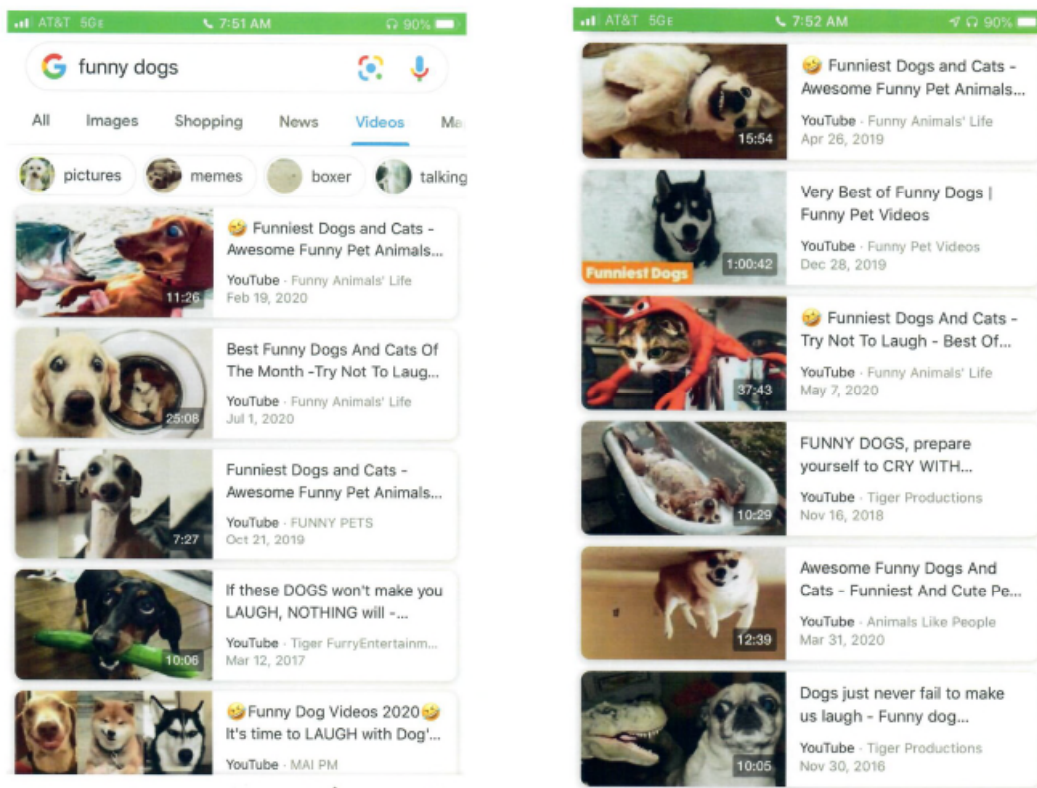 AT&T 5GE 7:51 AM 90%
funny dogs
All Images Shopping News Videos Ma
pictures memes boxer talking
🤣 Funniest Dogs and Cats -
Awesome Funny Pet Animals...
YouTube · Funny Animals' Life
Feb 19, 2020
11:26
Best Funny Dogs And Cats Of
The Month -Try Not To Laug...
YouTube · Funny Animals' Life
Jul 1, 2020
25:08
Funniest Dogs and Cats -
Awesome Funny Pet Animals...
YouTube · FUNNY PETS
Oct 21, 2019
7:27
If these DOGS won't make you
LAUGH, NOTHING will -...
YouTube · Tiger FurryEntertainm...
Mar 12, 2017
10:06
🤣Funny Dog Videos 2020🤣
It's time to LAUGH with Dog'...
YouTube · MAI PM
AT&T 5GE 7:52 AM 90%
🤣 Funniest Dogs and Cats -
Awesome Funny Pet Animals...
YouTube · Funny Animals' Life
Apr 26, 2019
15:54
Very Best of Funny Dogs |
Funny Pet Videos
YouTube · Funny Pet Videos
Dec 28, 2019
1:00:42
Funniest Dogs
🤣 Funniest Dogs And Cats -
Try Not To Laugh - Best Of...
YouTube · Funny Animals' Life
May 7, 2020
37:43
FUNNY DOGS, prepare
yourself to CRY WITH...
YouTube · Tiger Productions
Nov 16, 2018
10:29
Awesome Funny Dogs And
Cats - Funniest And Cute Pe...
YouTube · Animals Like People
Mar 31, 2020
12:39
Dogs just never fail to make
us laugh - Funny dog...
YouTube · Tiger Productions
Nov 30, 2016
10:05